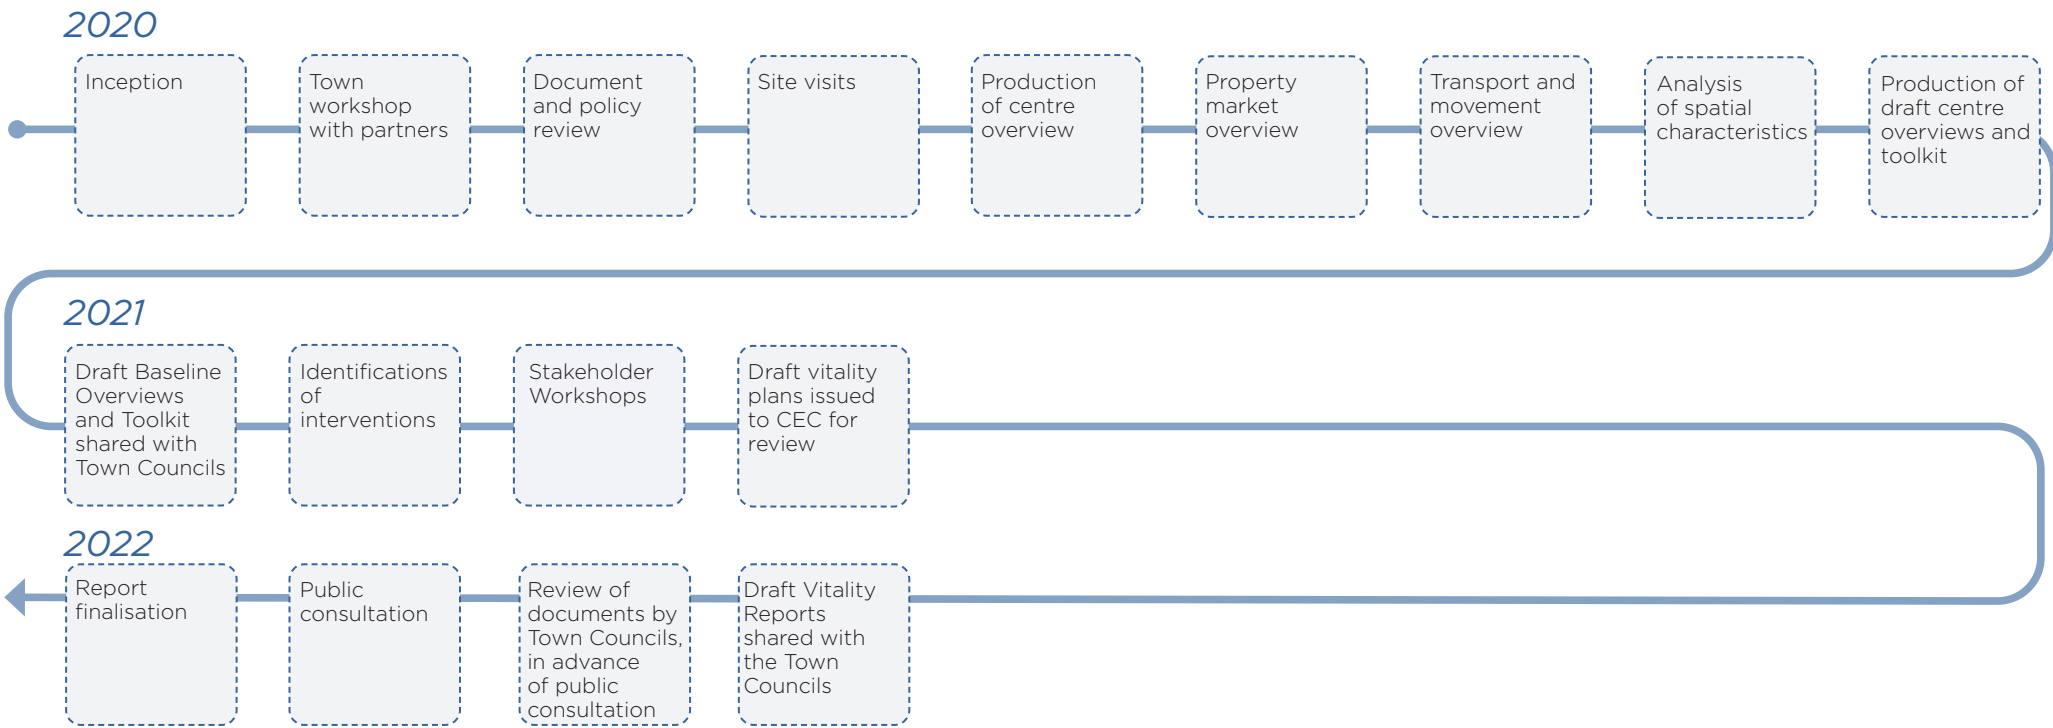 2020
Inception
Town
workshop
with partners
Document
and policy
review
Site visits
Production
of centre
overview
Property
market
overview
Transport and
movement
overview
Analysis
of spatial
characteristics
Production of
draft centre
overviews and
toolkit
2021
Draft Baseline
Overviews
and Toolkit
shared with
Town Councils
Identifications
of
interventions
Stakeholder
Workshops
Draft vitality
plans issued
to CEC for
review
2022
Report
finalisation
Public
consultation
Review of
documents by
Town Councils,
in advance
of public
consultation
Draft Vitality
Reports
shared with
the Town
Councils